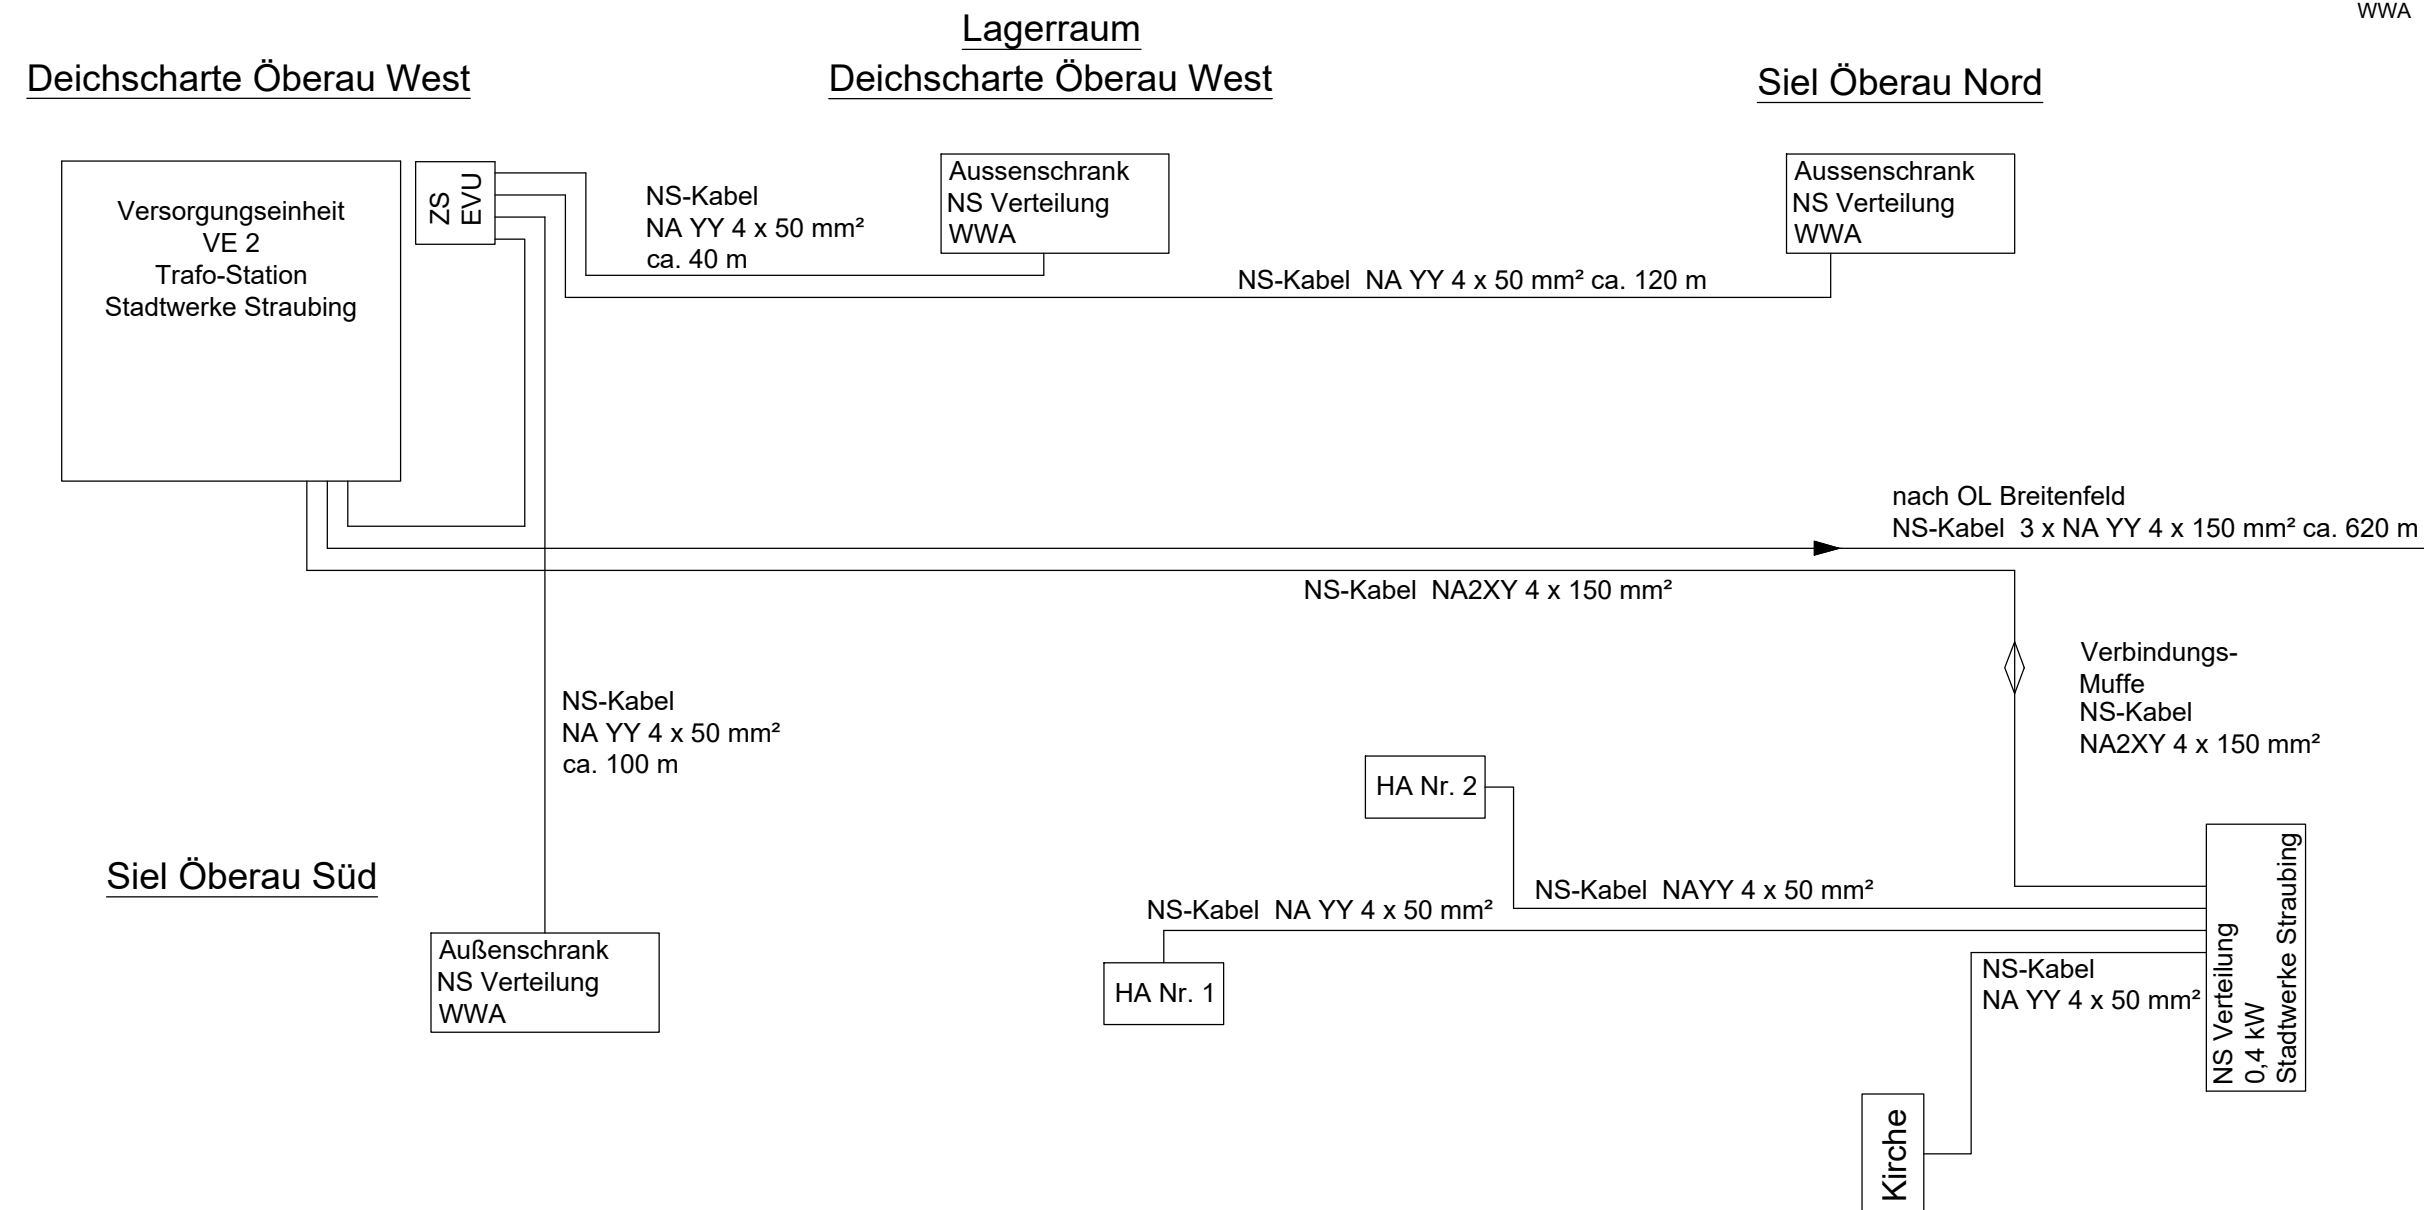 WWA
Lagerraum
Deichscharte Öberau West
Deichscharte Öberau West
Siel Öberau Nord
Versorgungseinheit
VE 2
Trafo-Station
Stadtwerke Straubing
ZS
EVU
NS-Kabel
NA YY 4 x 50 mm²
ca. 40 m
Aussenschrank
NS Verteilung
WWA
Aussenschrank
NS Verteilung
WWA
NS-Kabel NA YY 4 x 50 mm² ca. 120 m
nach OL Breitenfeld
NS-Kabel 3 x NA YY 4 x 150 mm² ca. 620 m
NS-Kabel NA2XY 4 x 150 mm²
Verbindungs-
Muffe
NS-Kabel
NA2XY 4 x 150 mm²
NS-Kabel
NA YY 4 x 50 mm²
ca. 100 m
HA Nr. 2
Siel Öberau Süd
NS-Kabel NAYY 4 x 50 mm²
NS-Kabel NA YY 4 x 50 mm²
Außenschrank
NS Verteilung
WWA
HA Nr. 1
NS-Kabel
NA YY 4 x 50 mm²
NS Verteilung
0,4 kW
Stadtwerke Straubing
Kirche